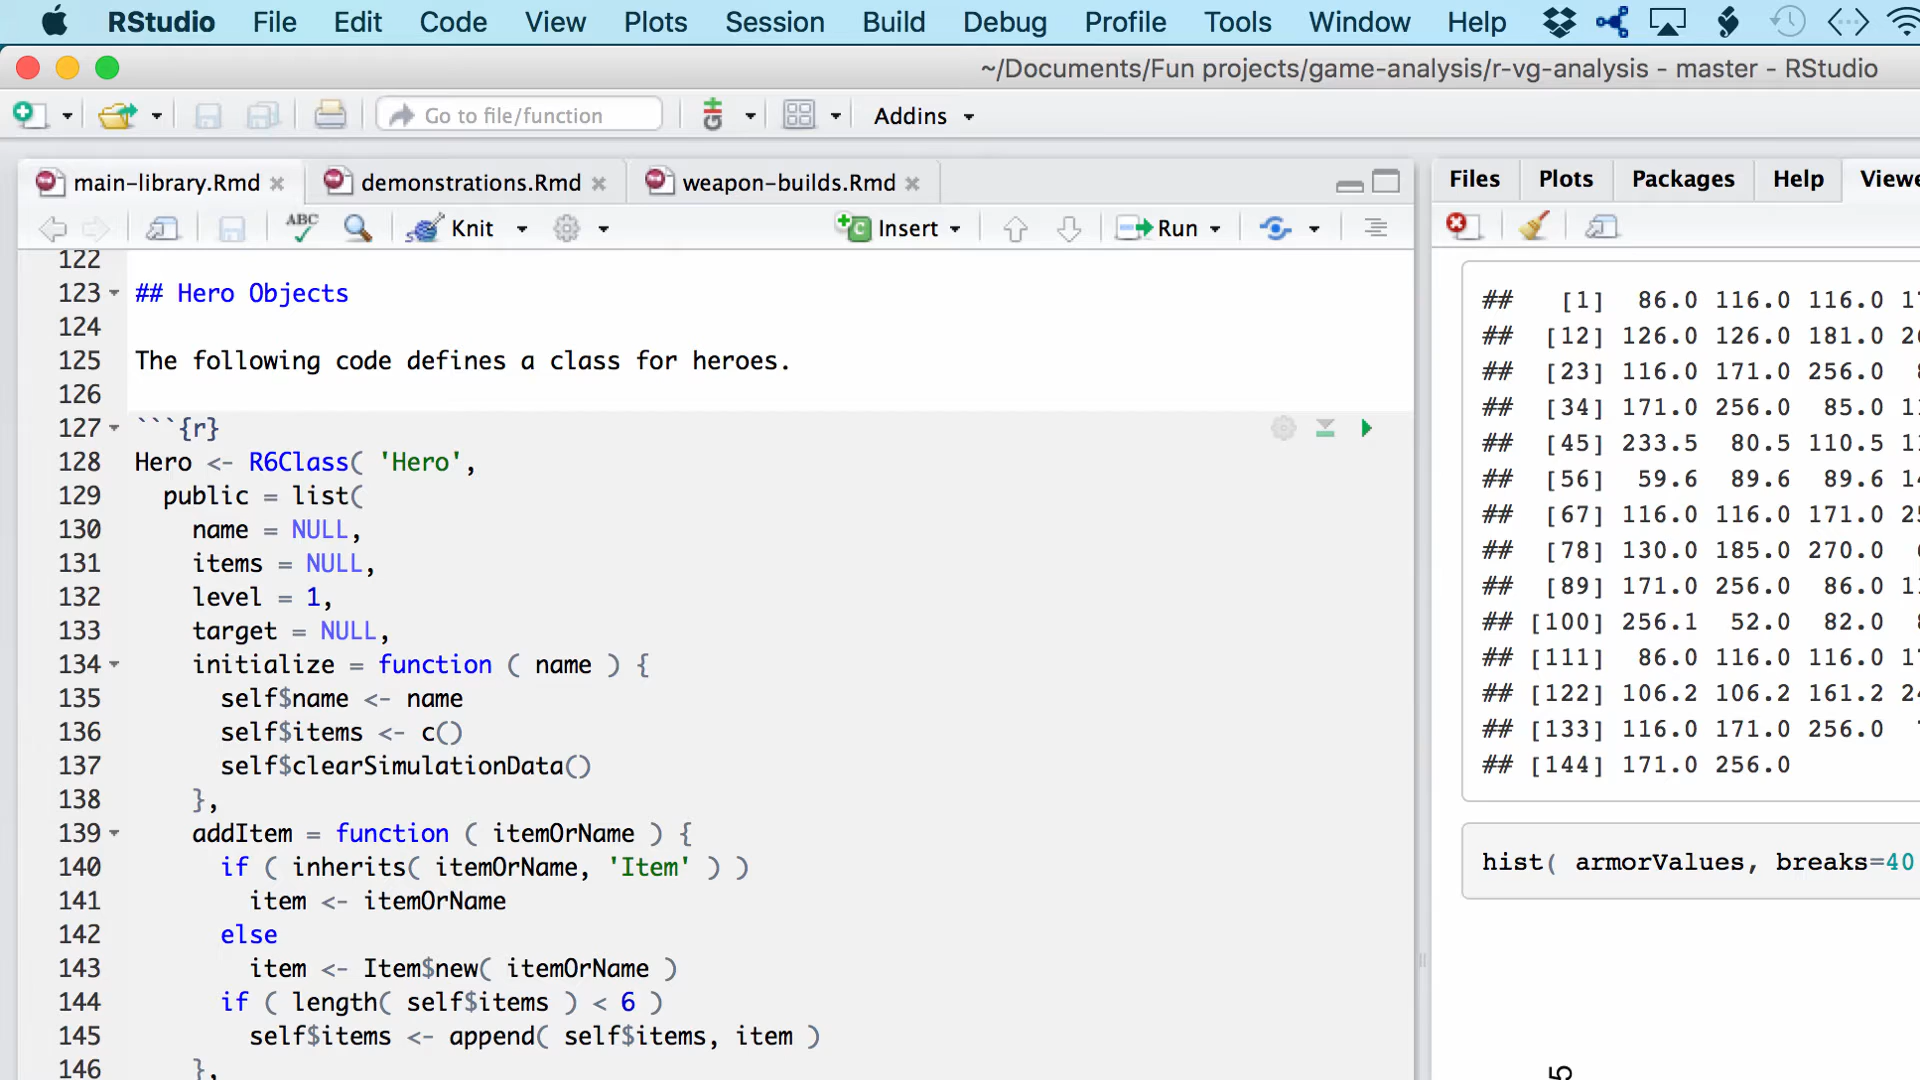 RStudio File Edit Code View Plots Session Build Debug Profile Tools Window Help
~/Documents/Fun projects/game-analysis/r-vg-analysis - master - RStudio
Go to file/function Addins
main-library.Rmd demonstrations.Rmd weapon-builds.Rmd
ABC Knit Insert Run
122
123 ## Hero Objects
124
125 The following code defines a class for heroes.
126
127 ```{r}
128 Hero <- R6Class( 'Hero',
129 public = list(
130 name = NULL,
131 items = NULL,
132 level = 1,
133 target = NULL,
134 initialize = function ( name ) {
135 self$name <- name
136 self$items <- c()
137 self$clearSimulationData()
138 },
139 addItem = function ( itemOrName ) {
140 if ( inherits( itemOrName, 'Item' ) )
141 item <- itemOrName
142 else
143 item <- Item$new( itemOrName )
144 if ( length( self$items ) < 6 )
145 self$items <- append( self$items, item )
146 },
Files Plots Packages Help
## [1] 86.0 116.0 116.0
## [12] 126.0 126.0 181.0
## [23] 116.0 171.0 256.0
## [34] 171.0 256.0 85.0
## [45] 233.5 80.5 110.5
## [56] 59.6 89.6 89.6
## [67] 116.0 116.0 171.0
## [78] 130.0 185.0 270.0
## [89] 171.0 256.0 86.0
## [100] 256.1 52.0 82.0
## [111] 86.0 116.0 116.0
## [122] 106.2 106.2 161.2
## [133] 116.0 171.0 256.0
## [144] 171.0 256.0
hist( armorValues, breaks=40
5